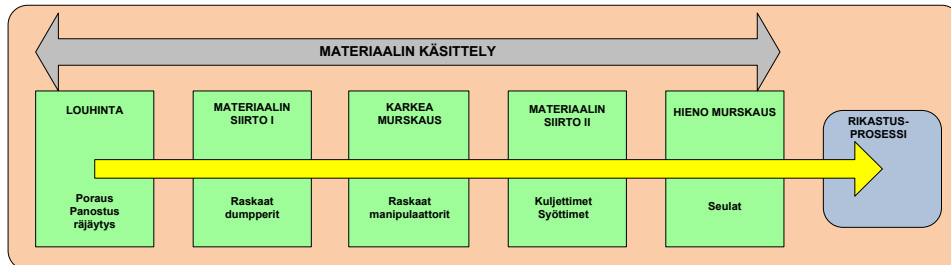 MATERIAALIN KÄSITTELY
LOUHINTA
Poraus
Panostus
räjäytys
MATERIAALIN
SIIRTO I
Raskaat
dumpperit
KARKEA
MURSKAUS
Raskaat
manipulaattorit
MATERIAALIN
SIIRTO II
Kuljettimet
Syöttimet
HIENO MURSKAUS
Seulat
RIKASTUS-
PROSESSI